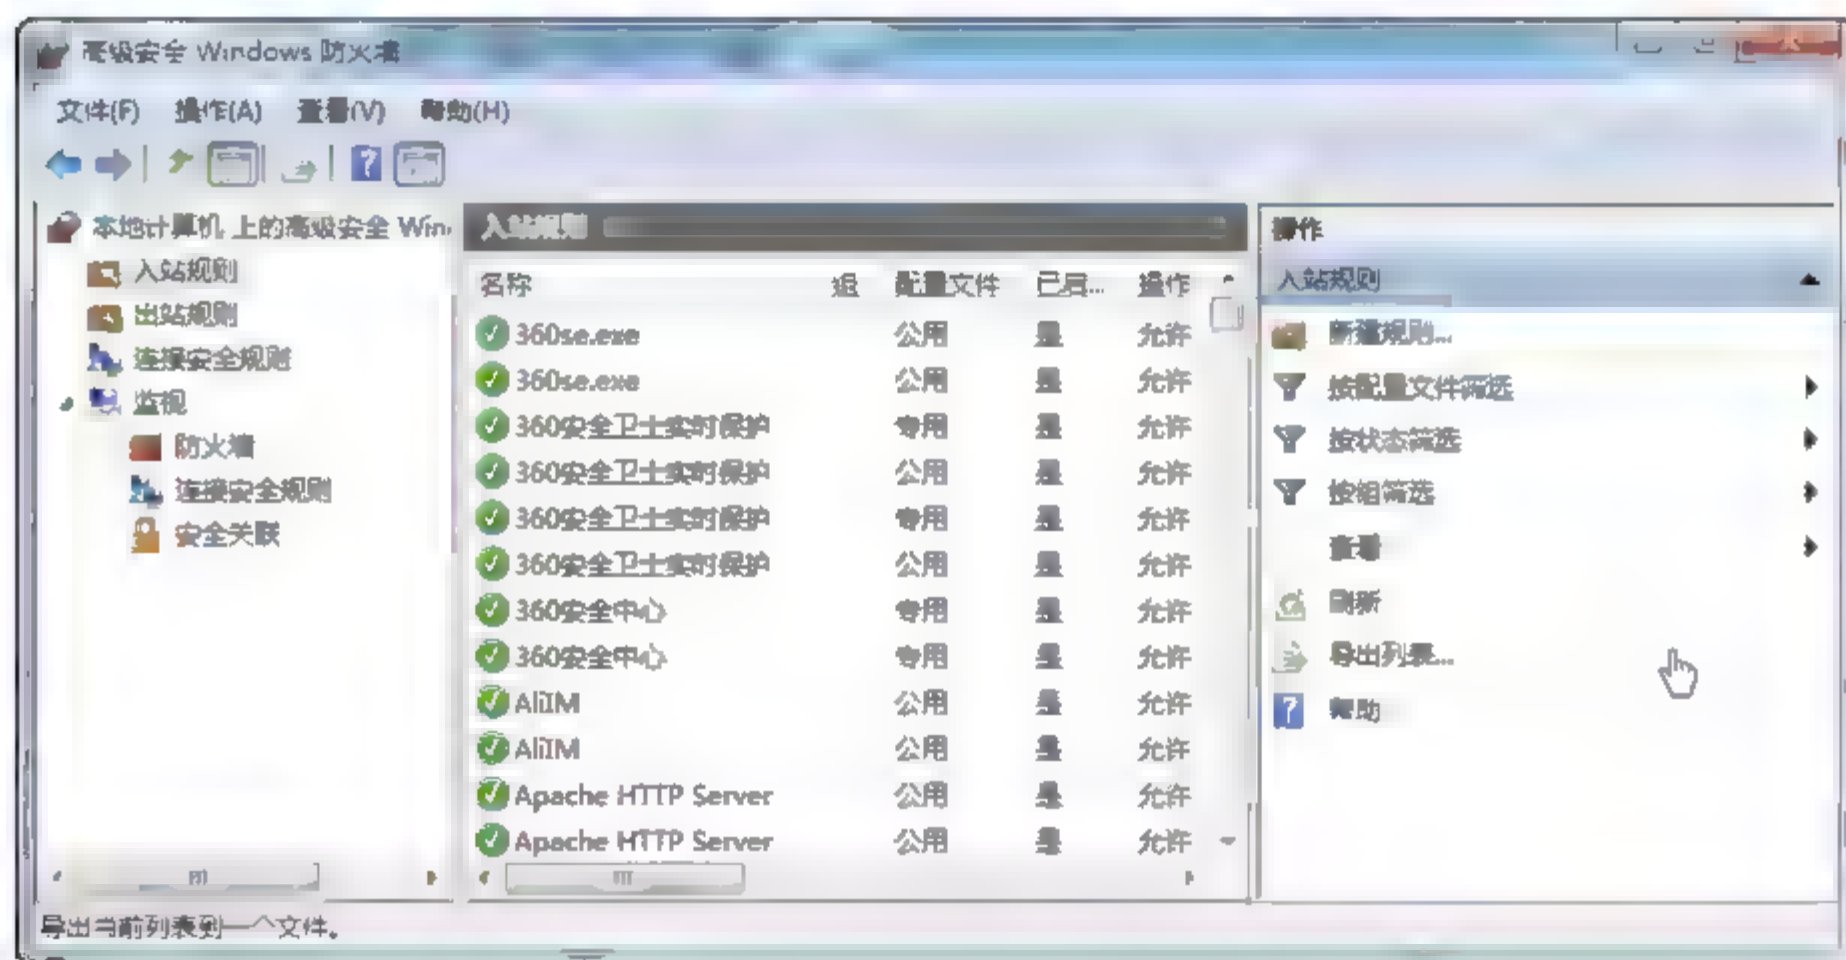 高级安全 Windows 防火墙
文件(F) 操作(A) 查看(V) 帮助(H)
本地计算机 上的高级安全 Win
入站规则
出站规则
连接安全规则
监视
防火墙
连接安全规则
安全关联
入站规则
名称 组 配置文件 已启... 操作
360se.exe 公用 是 允许
360se.exe 公用 是 允许
360安全卫士实时保护 专用 是 允许
360安全卫士实时保护 公用 是 允许
360安全卫士实时保护 专用 是 允许
360安全卫士实时保护 公用 是 允许
360安全中心 专用 是 允许
360安全中心 专用 是 允许
AliIM 公用 是 允许
AliIM 公用 是 允许
Apache HTTP Server 公用 是 允许
Apache HTTP Server 公用 是 允许
操作
入站规则
新建规则...
按配置文件筛选
按状态筛选
按组筛选
查看
刷新
导出列表...
帮助
导出当前列表到一个文件。